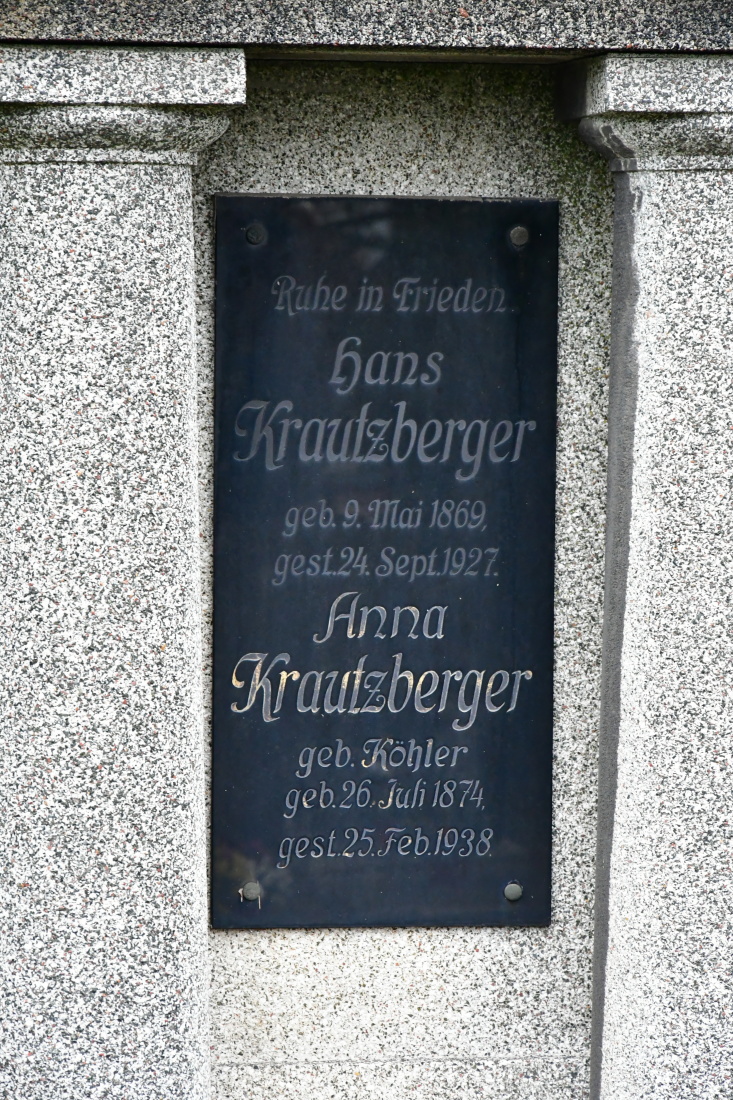 Ruhe in Frieden.
Hans
Krautzberger
geb. 9. Mai 1869,
gest. 24. Sept. 1927.
Anna
Krautzberger
geb. Köhler
geb. 26. Juli 1874,
gest. 25. Feb. 1938.